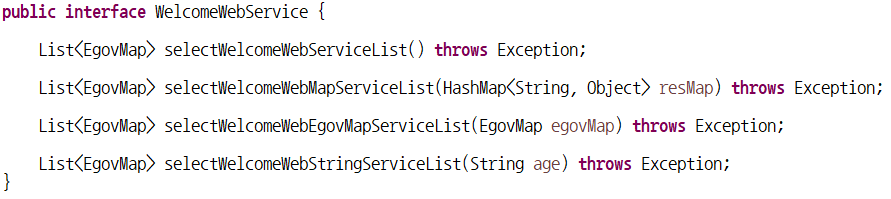 public interface WelcomeWebService {
List<EgovMap> selectWelcomeWebServiceList() throws Exception;
List<EgovMap> selectWelcomeWebMapServiceList(HashMap<String, Object> resMap) throws Exception;
List<EgovMap> selectWelcomeWebEgovMapServiceList(EgovMap egovMap) throws Exception;
List<EgovMap> selectWelcomeWebStringServiceList(String age) throws Exception;
}